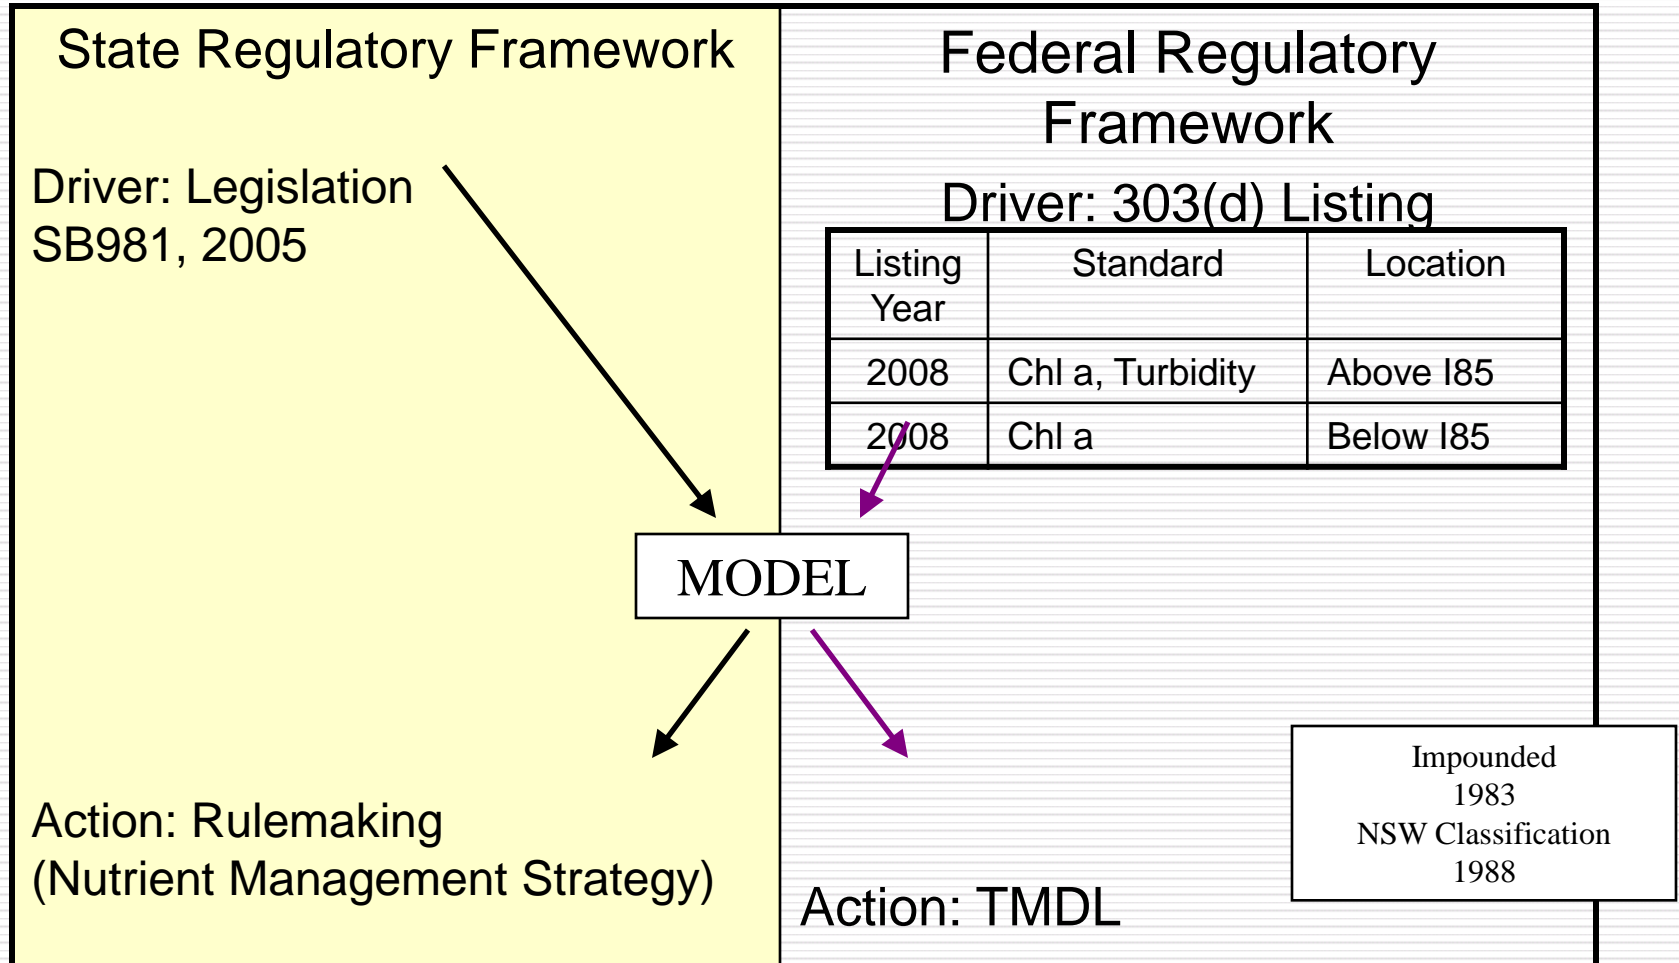 State Regulatory Framework
Driver: Legislation
SB981, 2005
Federal Regulatory
Framework
Driver: 303(d) Listing
Listing Year Standard Location
2008 Chl a, Turbidity Above I85
2008 Chl a Below I85
MODEL
Action: Rulemaking
(Nutrient Management Strategy)
Action: TMDL
Impounded
1983
NSW Classification
1988